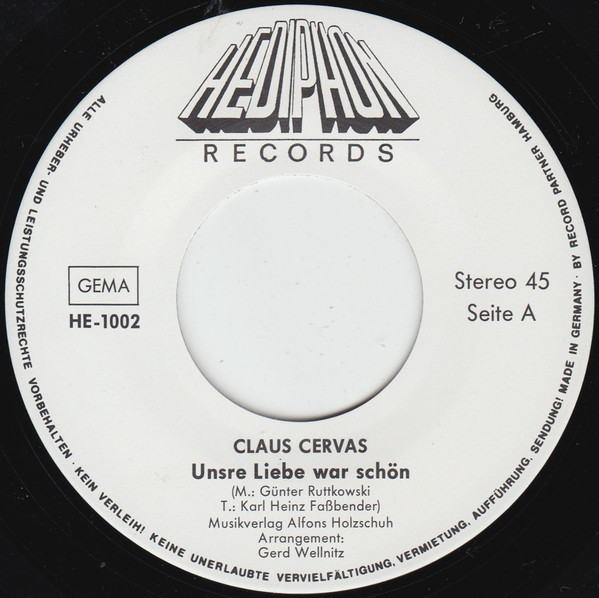 HEDIPHON
RECORDS
GEMA
HE-1002
Stereo 45
Seite A
CLAUS CERVAS
Unsre Liebe war schön
(M.: Günter Ruttkowski
T.: Karl Heinz Faßbender)
Musikverlag Alfons Holzschuh
Arrangement:
Gerd Wellnitz
ALLE URHEBER- UND LEISTUNGSSCHUTZRECHTE VORBEHALTEN · KEIN VERLEIH! KEINE UNERLAUBTE VERVIELFÄLTIGUNG, VERMIETUNG, AUFFÜHRUNG, SENDUNG! MADE IN GERMANY · BY RECORD PARTNER HAMBURG